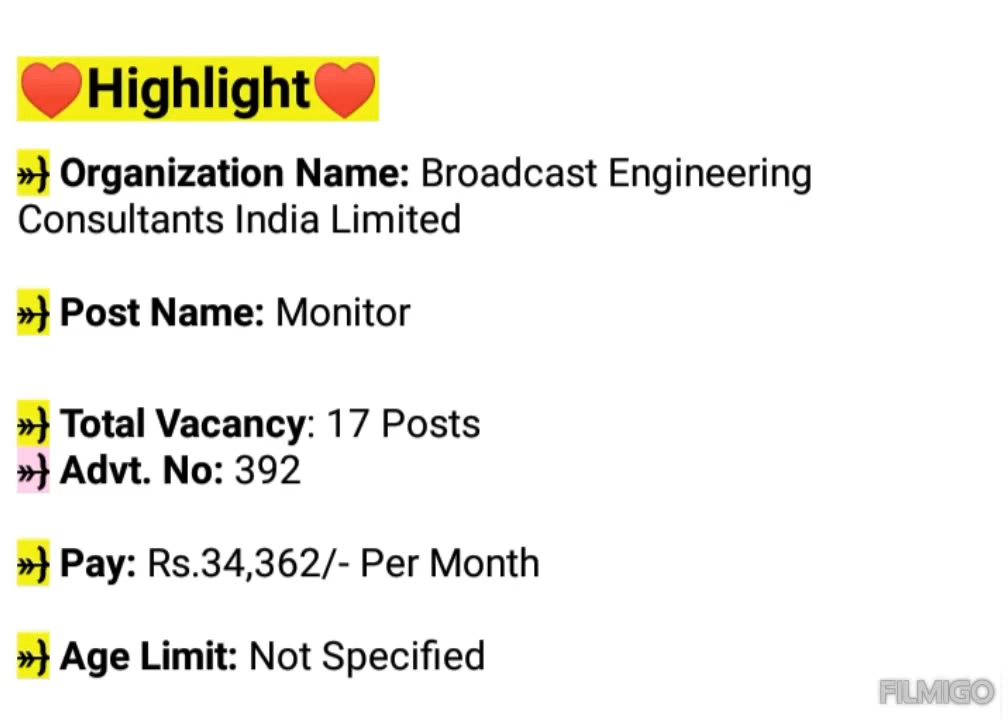 ♥️Highlight♥️
»} Organization Name: Broadcast Engineering
Consultants India Limited
»} Post Name: Monitor
»} Total Vacancy: 17 Posts
»} Advt. No: 392
»} Pay: Rs.34,362/- Per Month
»} Age Limit: Not Specified
FILMIGO